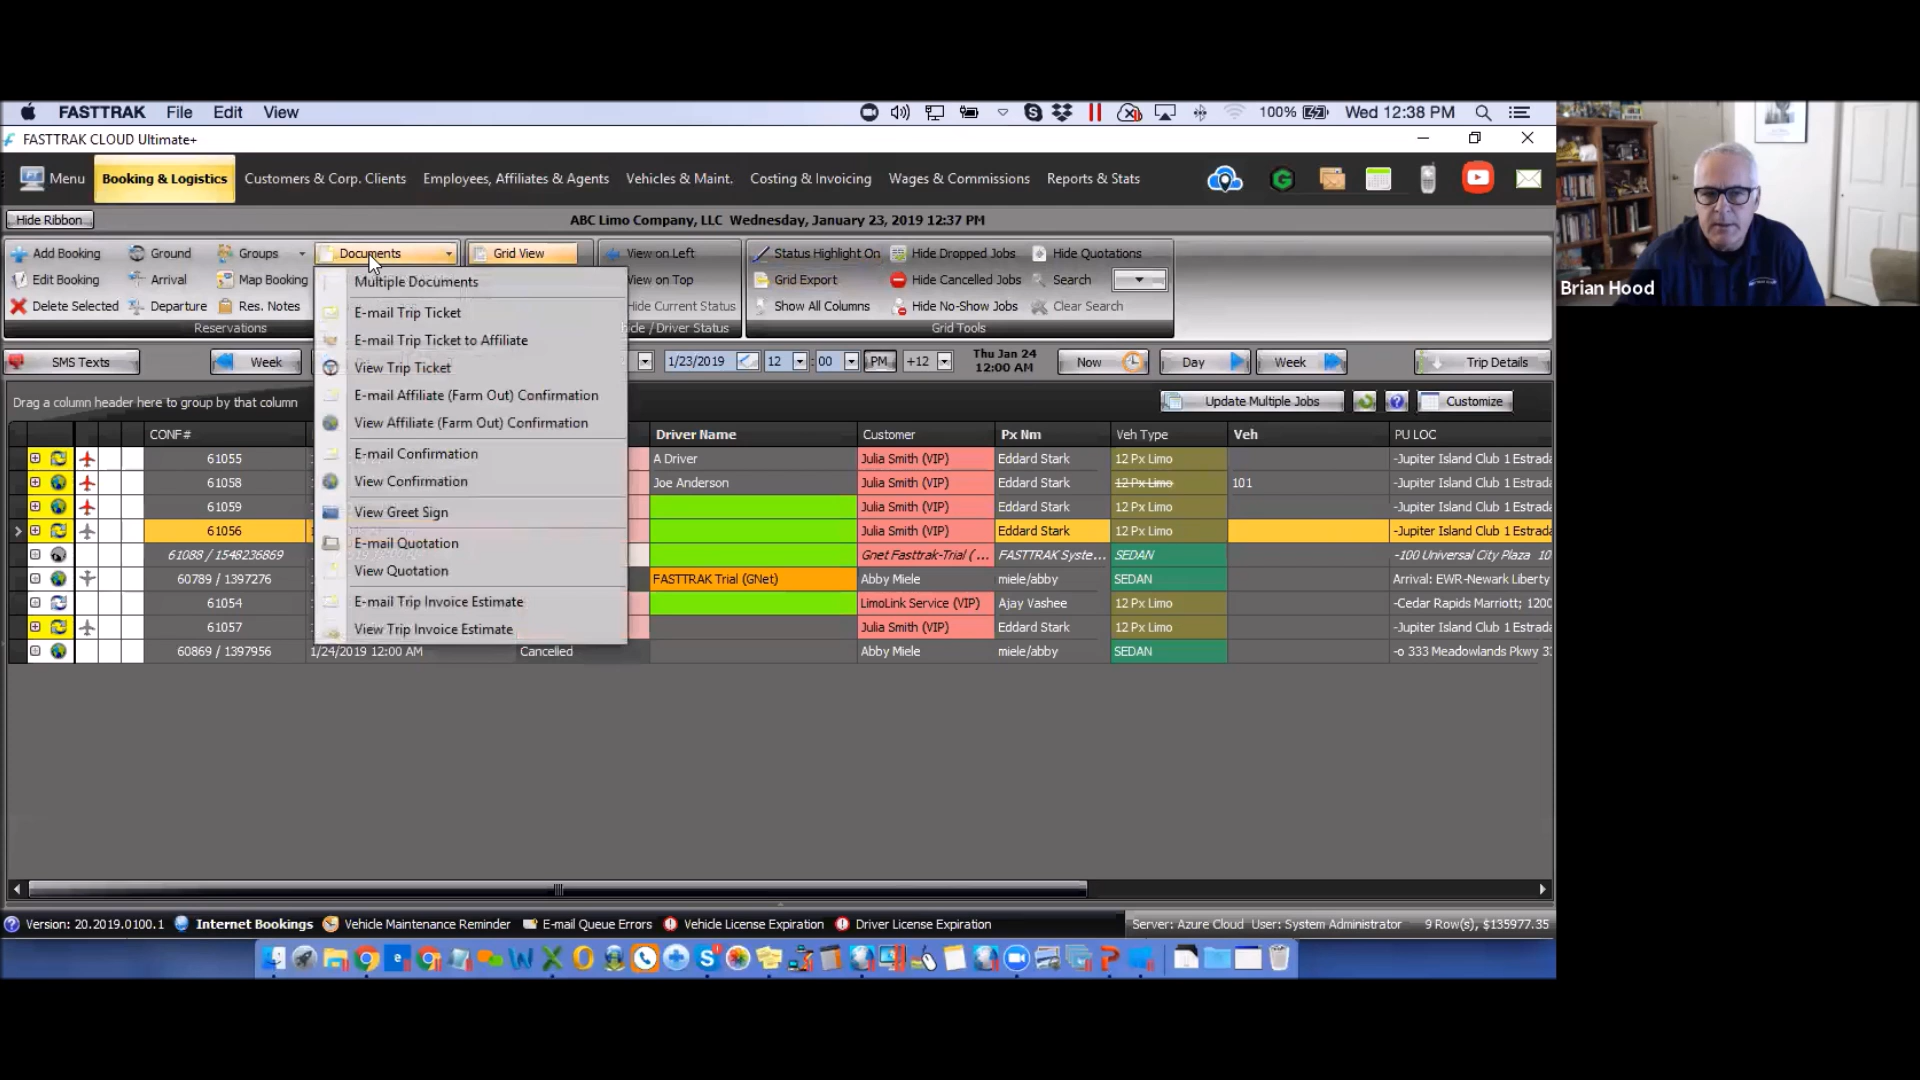 FASTTRAK File Edit View 100% Wed 12:38 PM
FASTTRAK CLOUD Ultimate+
Menu Booking & Logistics Customers & Corp. Clients Employees, Affiliates & Agents Vehicles & Maint. Costing & Invoicing Wages & Commissions Reports & Stats
Hide Ribbon ABC Limo Company, LLC Wednesday, January 23, 2019 12:37 PM
Add Booking Ground Groups Documents Grid View View on Left Status Highlight On Hide Dropped Jobs Hide Quotations
Edit Booking Arrival Map Booking Multiple Documents View on Top Grid Export Hide Cancelled Jobs Search
Brian Hood
Delete Selected Departure Res. Notes E-mail Trip Ticket Hide Current Status Show All Columns Hide No-Show Jobs Clear Search
Reservations E-mail Trip Ticket to Affiliate / Driver Status Grid Tools
SMS Texts Week View Trip Ticket 1/23/2019 12 : 00 PM +12 Thu Jan 24 12:00 AM Now Day Week Trip Details
Drag a column header here to group by that column E-mail Affiliate (Farm Out) Confirmation Update Multiple Jobs Customize
View Affiliate (Farm Out) Confirmation
CONF# Driver Name Customer Px Nm Veh Type Veh PU LOC
61055 E-mail Confirmation A Driver Julia Smith (VIP) Eddard Stark 12 Px Limo -Jupiter Island Club 1 Estrada
61058 View Confirmation Joe Anderson Julia Smith (VIP) Eddard Stark 12 Px Limo 101 -Jupiter Island Club 1 Estrada
61059 View Greet Sign Julia Smith (VIP) Eddard Stark 12 Px Limo -Jupiter Island Club 1 Estrada
61056 E-mail Quotation Julia Smith (VIP) Eddard Stark 12 Px Limo -Jupiter Island Club 1 Estrada
61088 / 1548236869 Gnet Fasttrak-Trial ( ... FASTTRAK Syste... SEDAN -100 Universal City Plaza 10
60789 / 1397276 View Quotation FASTTRAK Trial (GNet) Abby Miele miele/abby SEDAN Arrival: EWR-Newark Liberty
61054 E-mail Trip Invoice Estimate LimoLink Service (VIP) Ajay Vashee 12 Px Limo -Cedar Rapids Marriott; 1200
61057 View Trip Invoice Estimate Julia Smith (VIP) Eddard Stark 12 Px Limo -Jupiter Island Club 1 Estrada
60869 / 1397956 1/24/2019 12:00 AM Cancelled Abby Miele miele/abby SEDAN -o 333 Meadowlands Pkwy 33
Version: 20.2019.0100.1 Internet Bookings Vehicle Maintenance Reminder E-mail Queue Errors Vehicle License Expiration Driver License Expiration Server: Azure Cloud User: System Administrator 9 Row(s), $135977.35